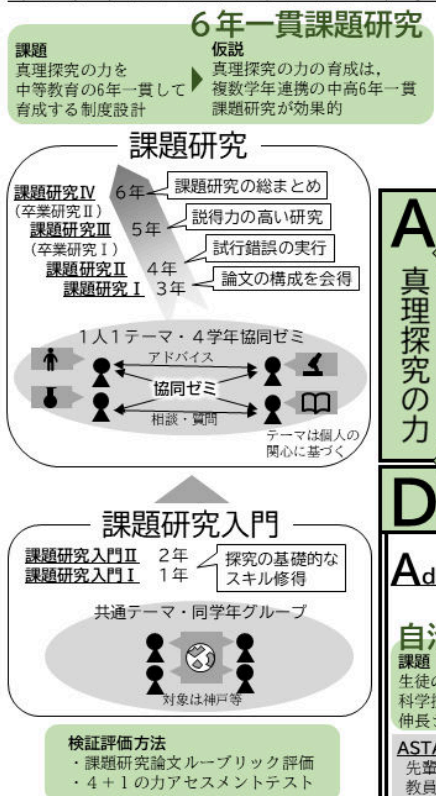 6年一貫課題研究
課題
真理探究の力を
中等教育の6年一貫して
育成する制度設計
仮説
真理探究の力の育成は，
複数学年連携の中高6年一貫
課題研究が効果的
課題研究
課題研究Ⅳ 6年
(卒業研究Ⅱ)
課題研究の総まとめ
課題研究Ⅲ 5年
(卒業研究Ⅰ)
説得力の高い研究
課題研究Ⅱ 4年
試行錯誤の実行
課題研究Ⅰ 3年
論文の構成を会得
1人1テーマ・4学年協同ゼミ
アドバイス
協同ゼミ
相談・質問
テーマは個人の
関心に基づく
課題研究入門
課題研究入門Ⅱ 2年
課題研究入門Ⅰ 1年
探究の基礎的な
スキル修得
共通テーマ・同学年グループ
対象は神戸等
検証評価方法
・課題研究論文ルーブリック評価
・4＋1の力アセスメントテスト
A
真理探究の力
D
Ad
自
課題
生徒の
科学
伸長
ASTA
先輩
教員